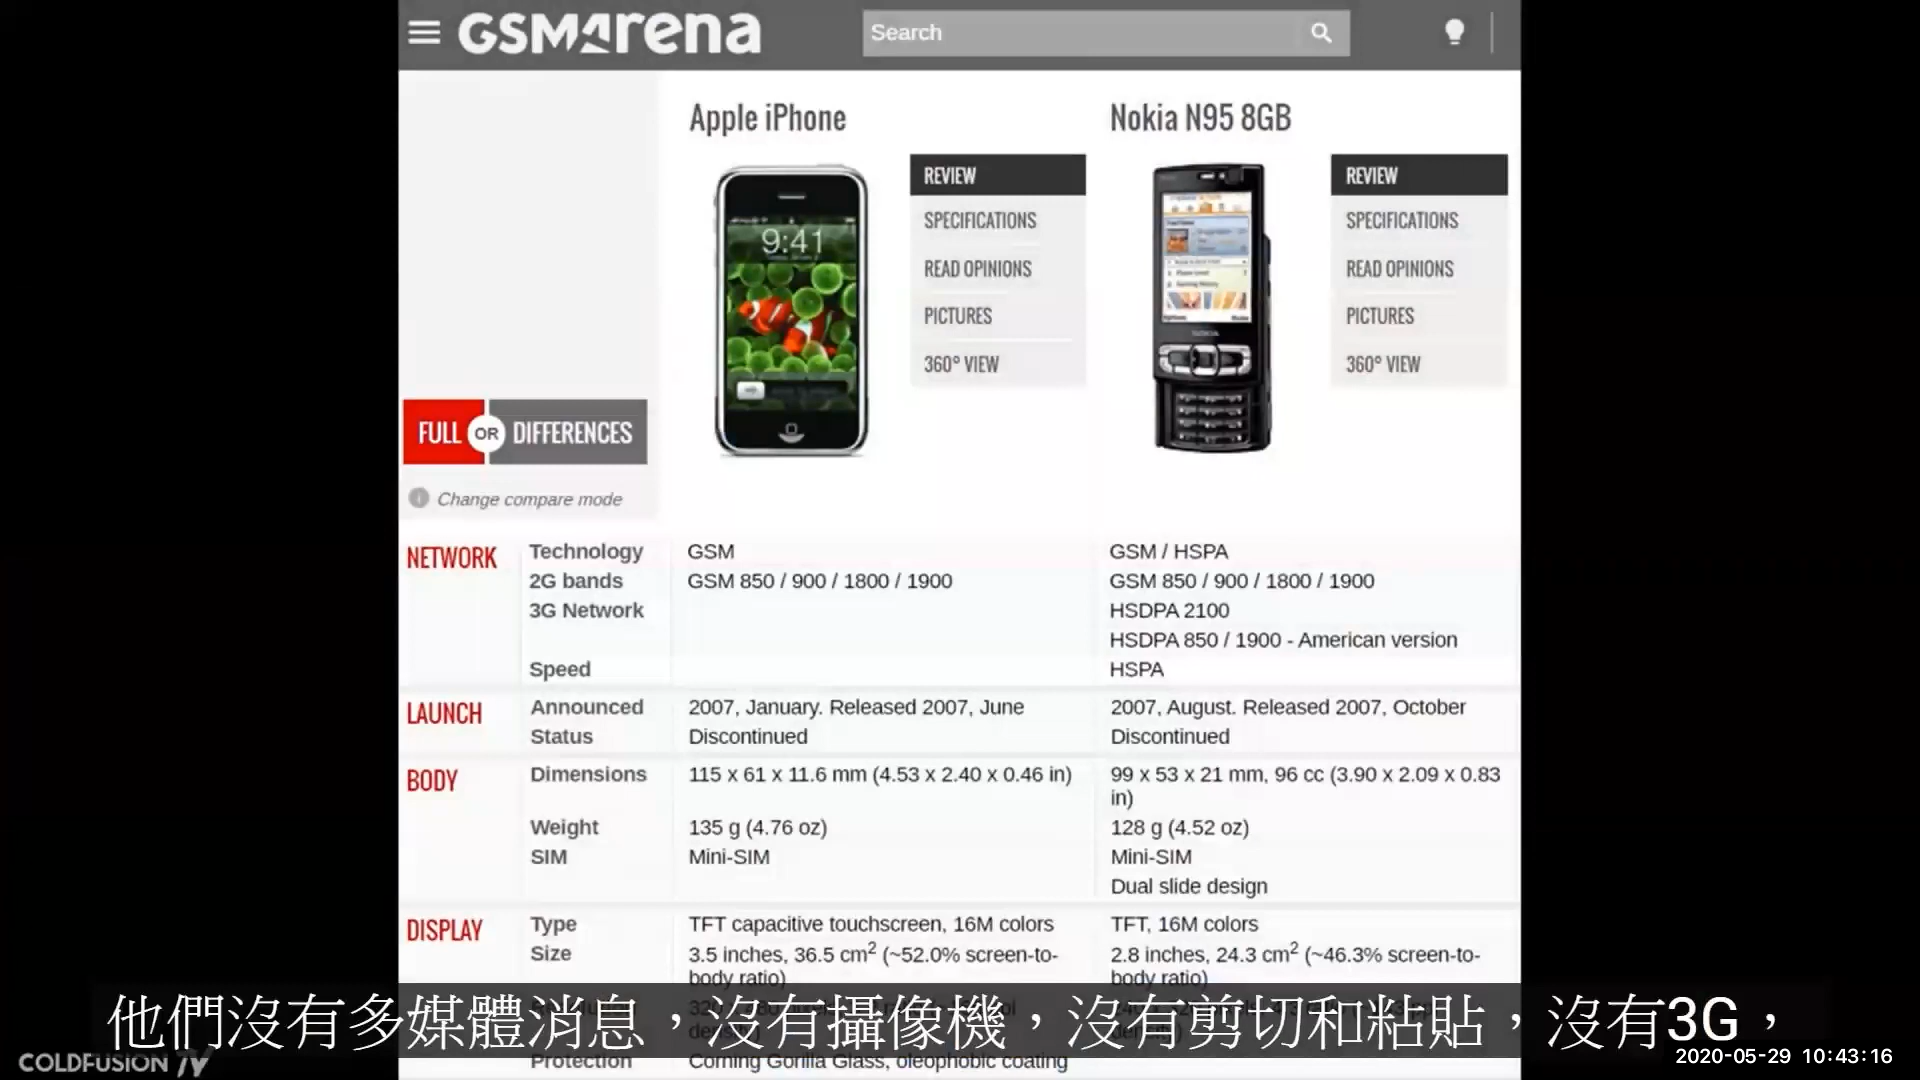 GSMArena
Search
Apple iPhone
Nokia N95 8GB
REVIEW
SPECIFICATIONS
READ OPINIONS
PICTURES
360° VIEW
REVIEW
SPECIFICATIONS
READ OPINIONS
PICTURES
360° VIEW
9:41
NOKIA
FULL OR DIFFERENCES
Change compare mode
NETWORK Technology GSM GSM / HSPA
2G bands GSM 850 / 900 / 1800 / 1900 GSM 850 / 900 / 1800 / 1900
3G Network HSDPA 2100
HSDPA 850 / 1900 - American version
Speed HSPA
LAUNCH Announced 2007, January. Released 2007, June 2007, August. Released 2007, October
Status Discontinued Discontinued
BODY Dimensions 115 x 61 x 11.6 mm (4.53 x 2.40 x 0.46 in) 99 x 53 x 21 mm, 96 cc (3.90 x 2.09 x 0.83
in)
Weight 135 g (4.76 oz) 128 g (4.52 oz)
SIM Mini-SIM Mini-SIM
Dual slide design
DISPLAY Type TFT capacitive touchscreen, 16M colors TFT, 16M colors
Size 3.5 inches, 36.5 cm² (~52.0% screen-to- 2.8 inches, 24.3 cm² (~46.3% screen-to-
body ratio) body ratio)
他們沒有多媒體消息，沒有攝像機，沒有剪切和粘貼，沒有3G，
Protection Corning Gorilla Glass, oleophobic coating
COLDFUSION TV
2020-05-29 10:43:16